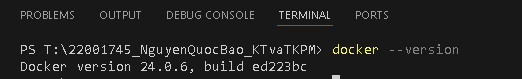 PROBLEMS OUTPUT DEBUG CONSOLE TERMINAL PORTS
PS T:\22001745_NguyenQuocBao_KTvaTKPM> docker --version
Docker version 24.0.6, build ed223bc